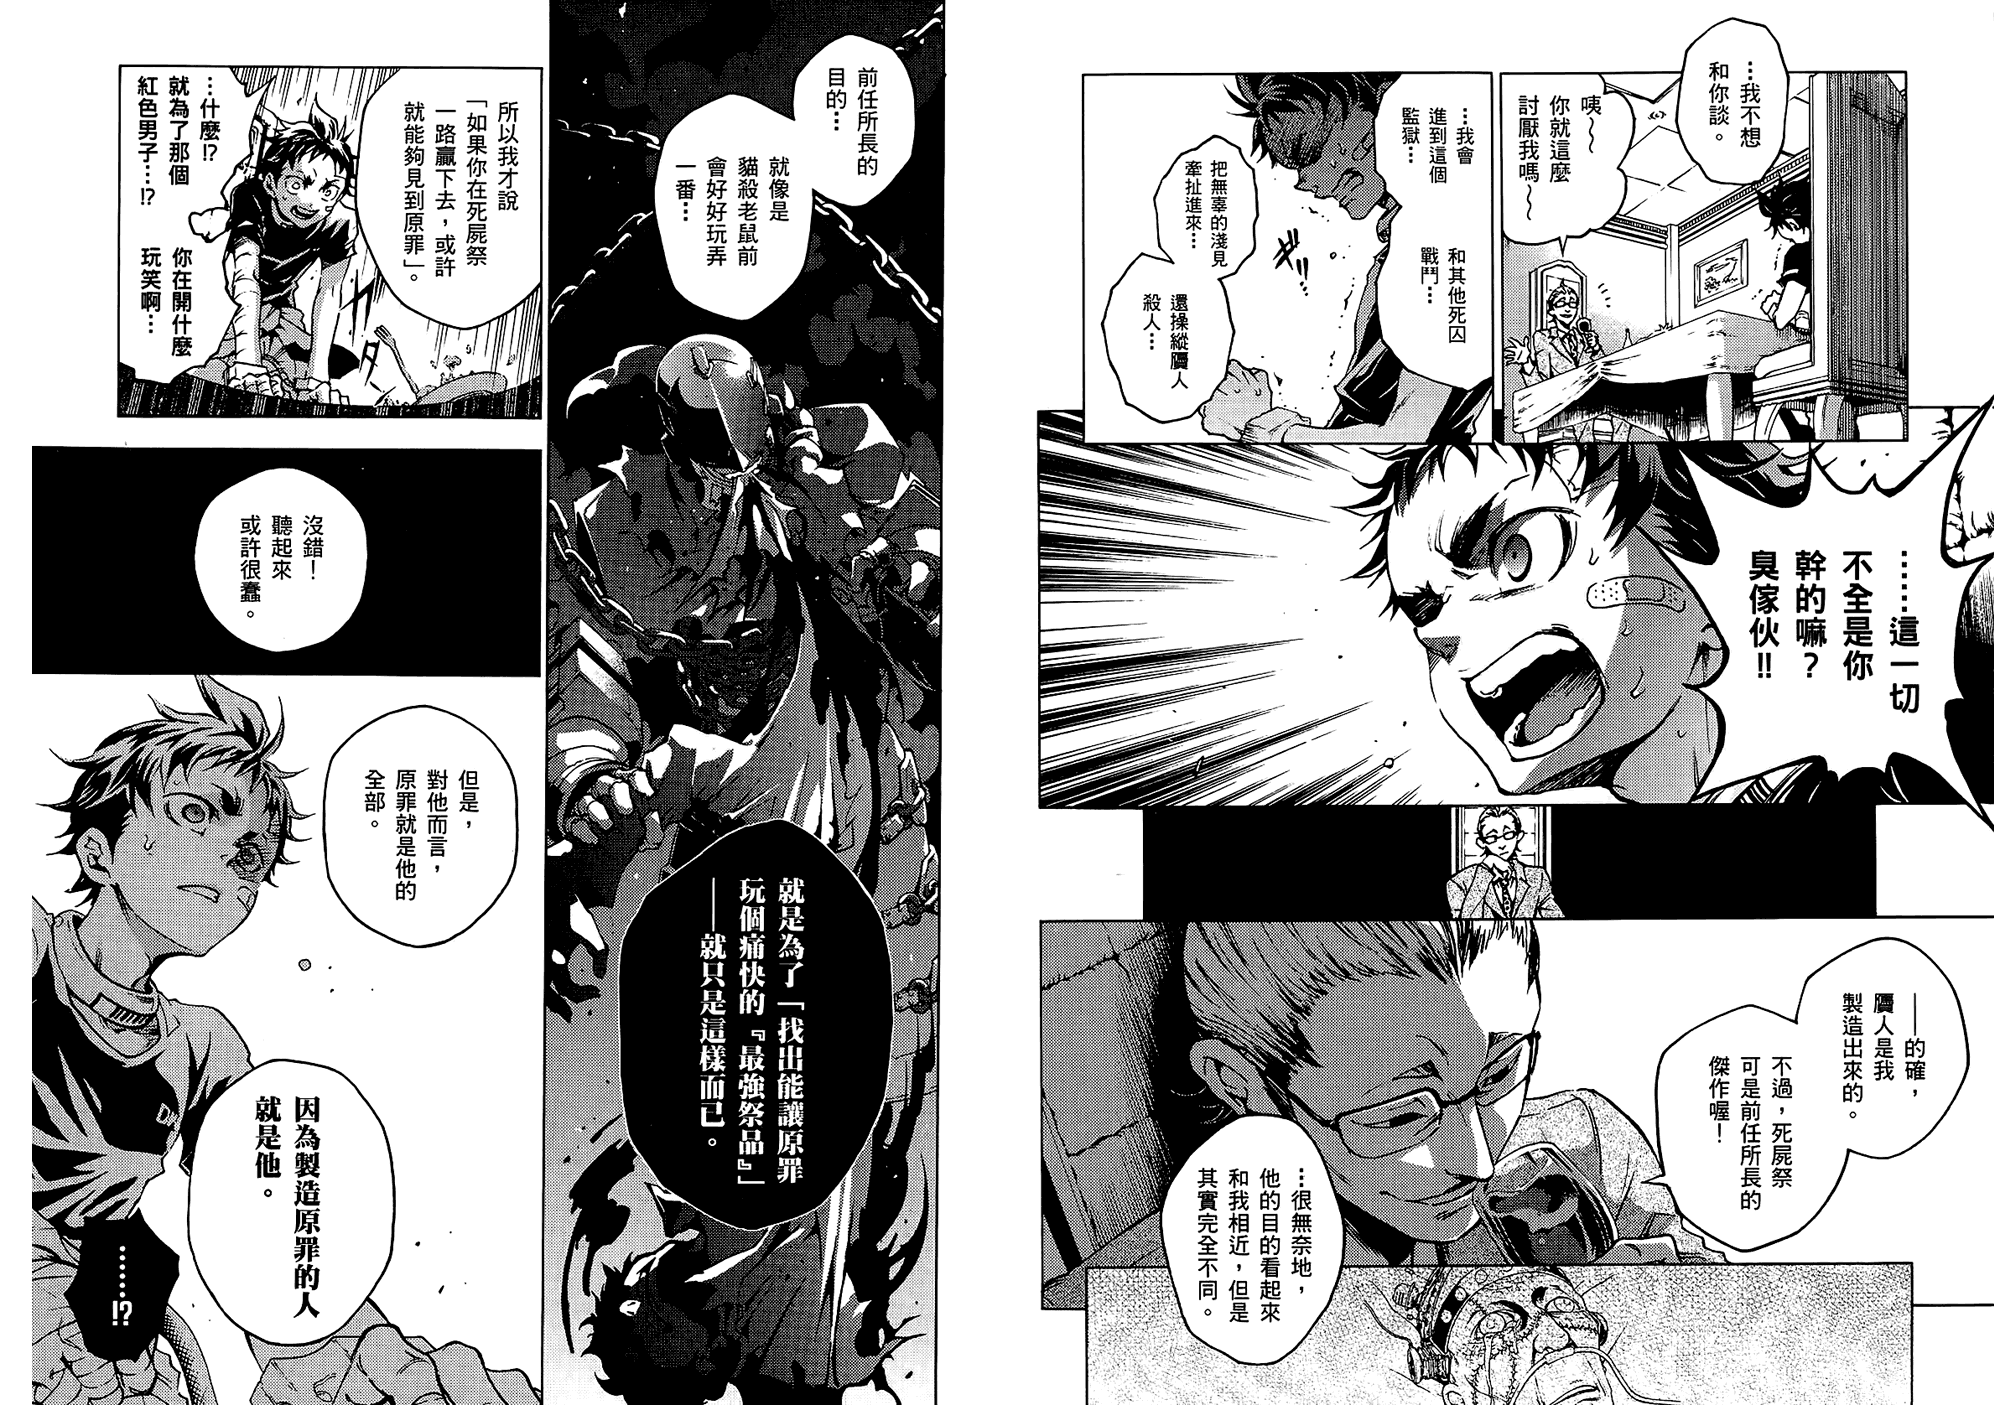 …我不想
和你談。
咦～
你就這麼
討厭我嗎～
…我會
進到這個
監獄…
和其他死囚
戰鬥…
把無辜的淺見
牽扯進來…
還操縱贗人
殺人…
……這一切
不全是你
幹的嘛？
臭傢伙!!
——的確，
贗人是我
製造出來的。
不過，死屍祭
可是前任所長的
傑作喔！
…很無奈地，
他的目的看起來
和我相近，但是
其實完全不同。
前任所長的
目的…
就像是
貓殺老鼠前
會好好玩弄
一番…
就是為了「找出能讓原罪
玩個痛快的『最強祭品』」
——就只是這樣而已。
所以我才說
「如果你在死屍祭
一路贏下去，或許
就能夠見到原罪」。
…什麼!?
就為了那個
紅色男子…!?
你在開什麼
玩笑啊…
沒錯！
聽起來
或許很蠢。
但是，
對他而言，
原罪就是他的
全部。
因為製造原罪的人
就是他。
……!?